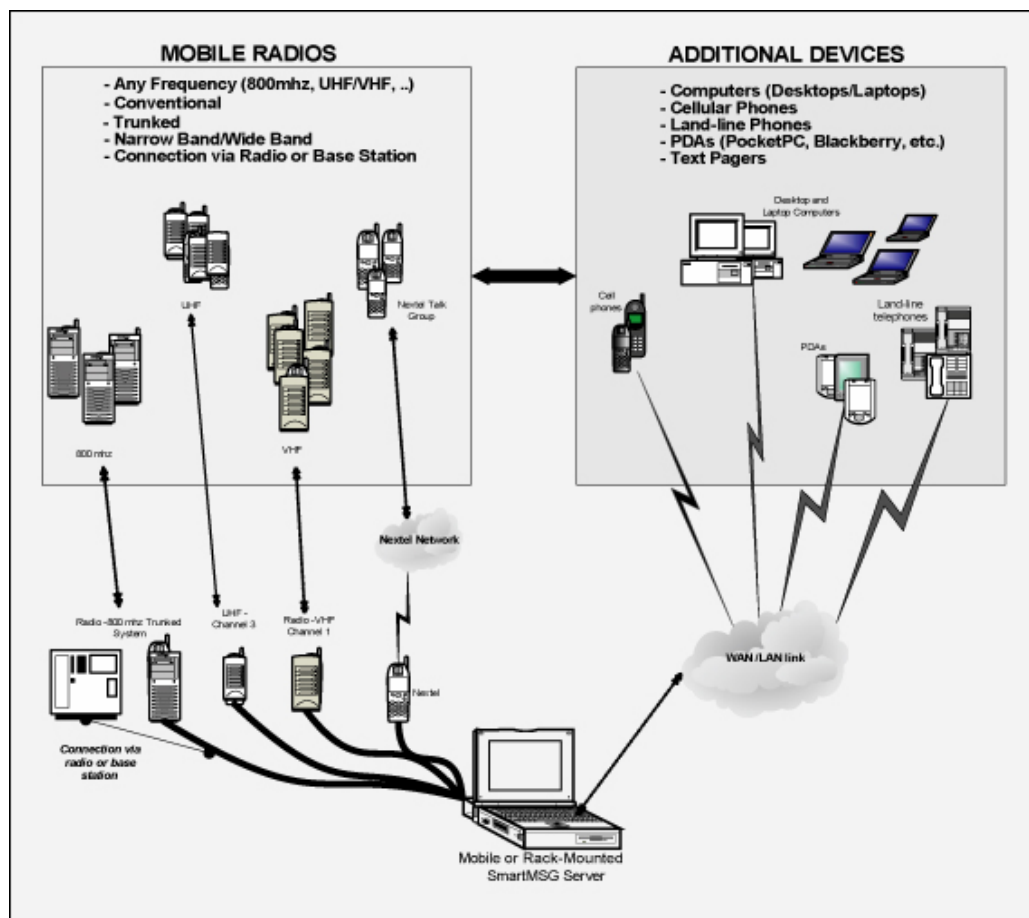 MOBILE RADIOS
- Any Frequency (800mhz, UHF/VHF, ..)
- Conventional
- Trunked
- Narrow Band/Wide Band
- Connection via Radio or Base Station
ADDITIONAL DEVICES
- Computers (Desktops/Laptops)
- Cellular Phones
- Land-line Phones
- PDAs (PocketPC, Blackberry, etc.)
- Text Pagers
Desktop and
Laptop Computers
UHF
Nextel Talk
Group
Cell
phones
Land-line
telephones
PDAs
800 mhz
VHF
Nextel Network
Radio -800 mhz Trunked
System
UHF -
Channel 3
Radio -VHF
Channel 1
Nextel
WAN /LAN link
Connection via
radio or base
station
Mobile or Rack-Mounted
SmartMSG Server